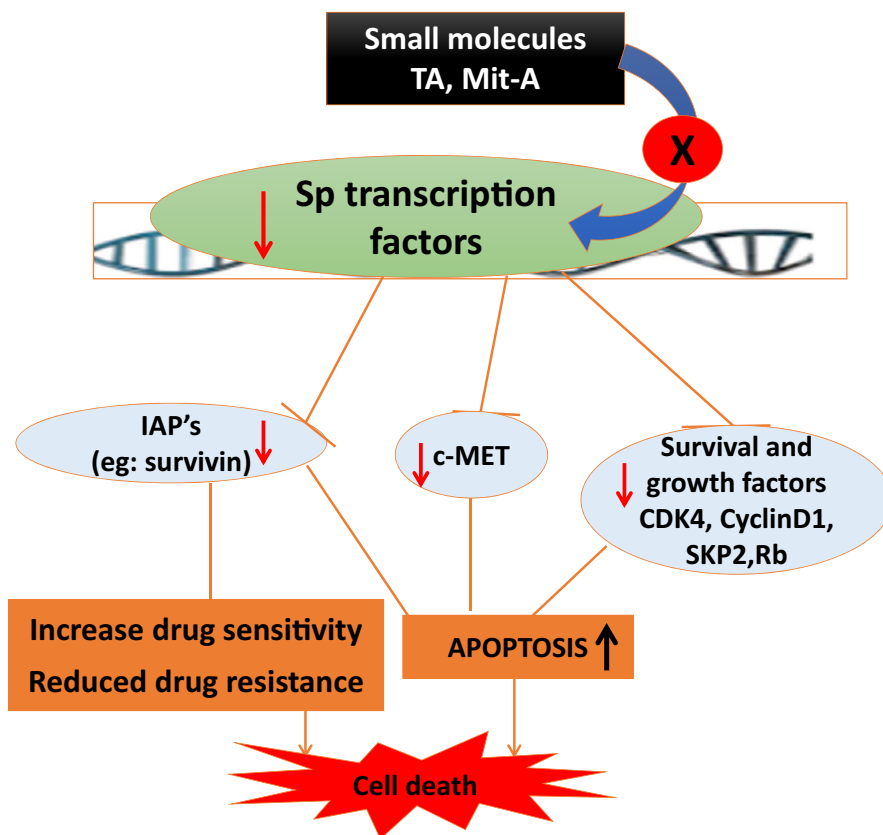 Small molecules
TA, Mit-A
X
Sp transcription
factors
IAP’s
(eg: survivin)
c-MET
Survival and
growth factors
CDK4, CyclinD1,
SKP2,Rb
Increase drug sensitivity
Reduced drug resistance
APOPTOSIS
Cell death